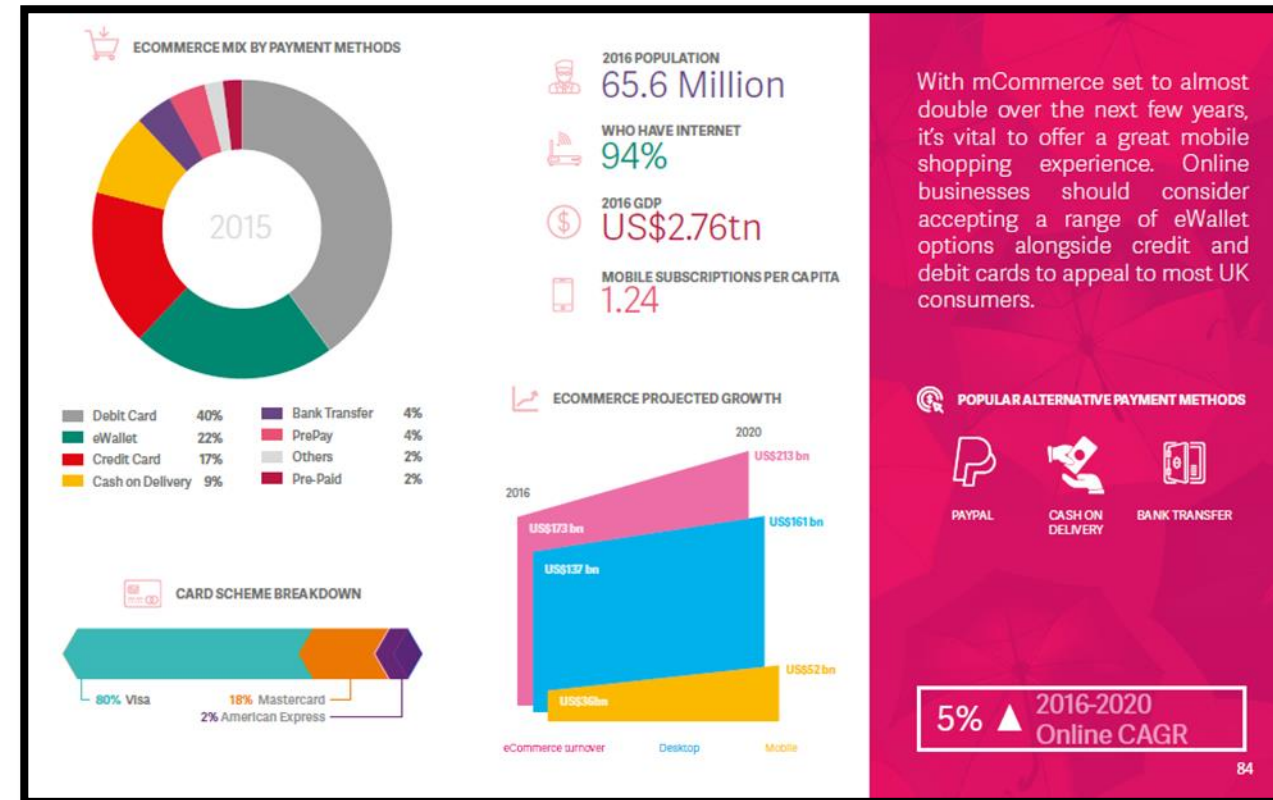 ECOMMERCE MIX BY PAYMENT METHODS
2015
Debit Card 40%
eWallet 22%
Credit Card 17%
Cash on Delivery 9%
Bank Transfer 4%
PrePay 4%
Others 2%
Pre-Paid 2%
CARD SCHEME BREAKDOWN
80% Visa
18% Mastercard
2% American Express
2016 POPULATION
65.6 Million
WHO HAVE INTERNET
94%
2016 GDP
US$2.76tn
MOBILE SUBSCRIPTIONS PER CAPITA
1.24
ECOMMERCE PROJECTED GROWTH
2020
US$213 bn
2016
US$173 bn
US$161 bn
US$137 bn
US$52 bn
US$36bn
eCommerce turnover
Desktop
Mobile
With mCommerce set to almost
double over the next few years,
it's vital to offer a great mobile
shopping experience. Online
businesses should consider
accepting a range of eWallet
options alongside credit and
debit cards to appeal to most UK
consumers.
POPULAR ALTERNATIVE PAYMENT METHODS
PAYPAL
CASH ON
DELIVERY
BANK TRANSFER
5% ▲ 2016-2020
Online CAGR
84